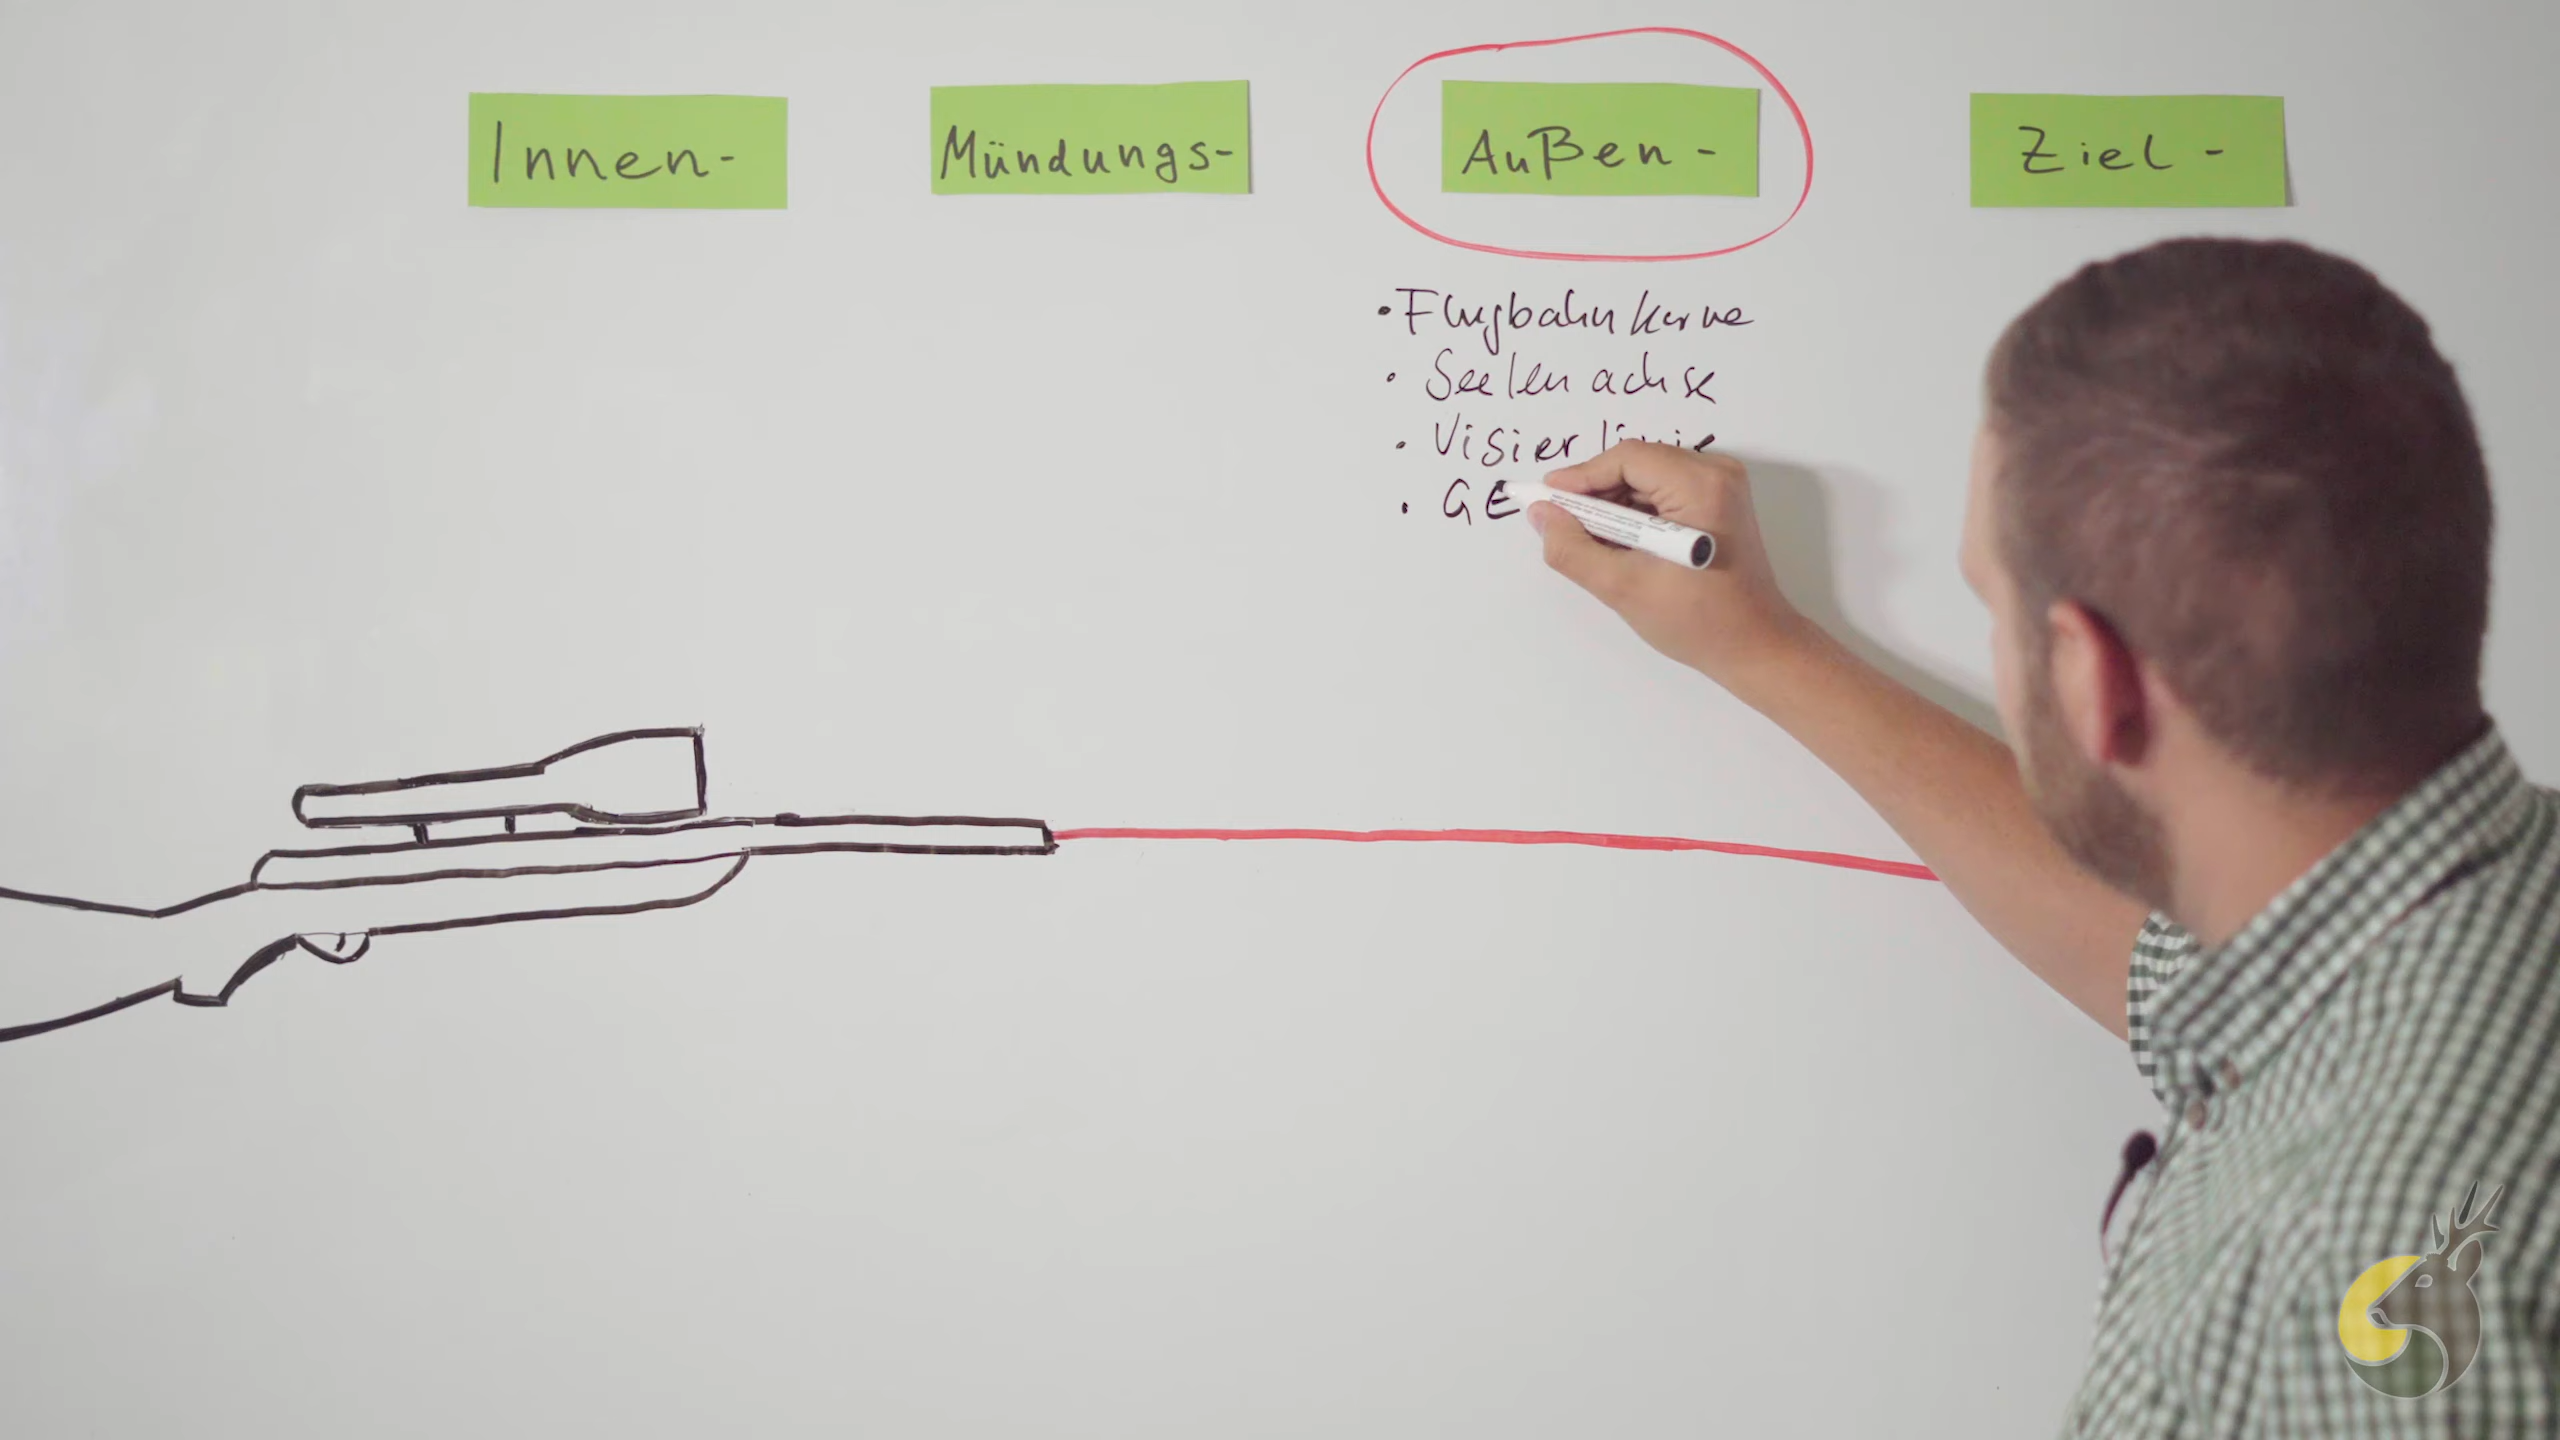 Innen-
Mündungs-
Außen-
Ziel-
• Flugbahnkurve
• Seelenachse
• Visierlinie
• GE